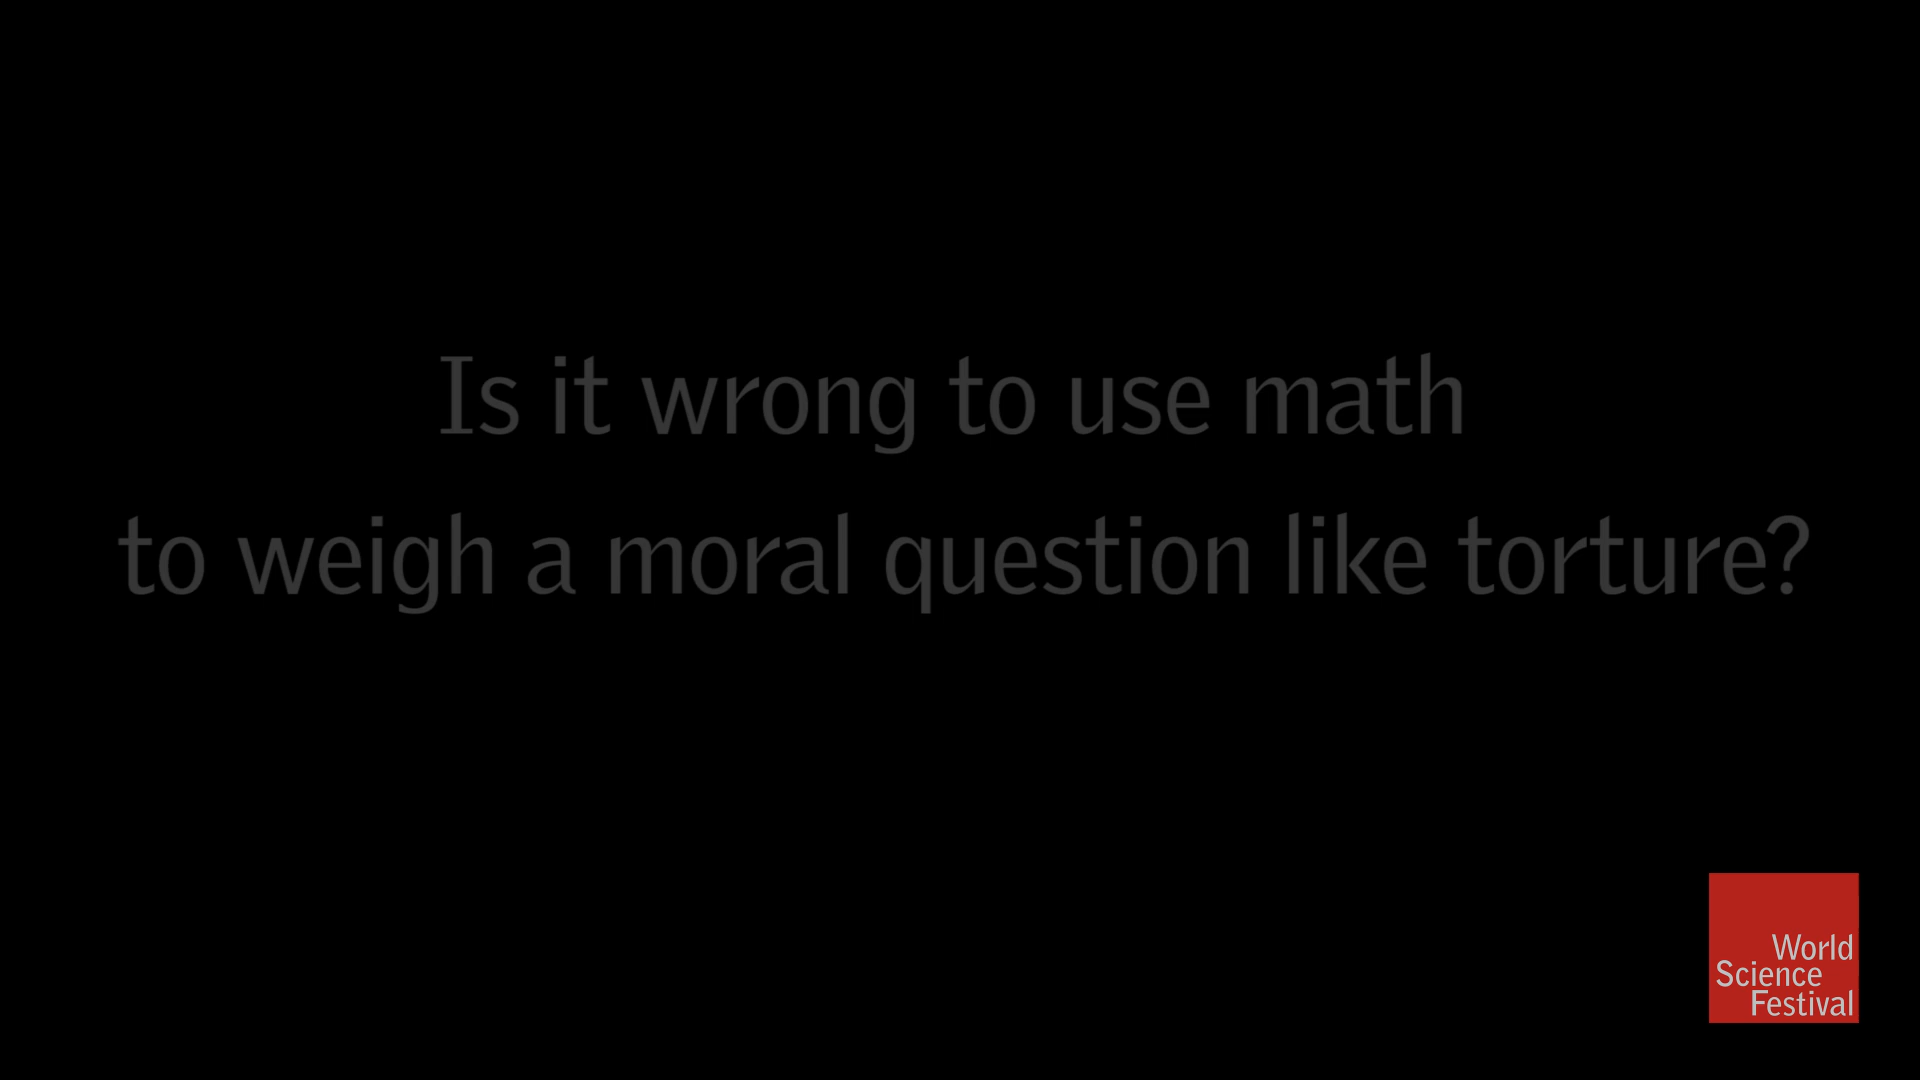 Is it wrong to use math
to weigh a moral question like torture?
World
Science
Festival